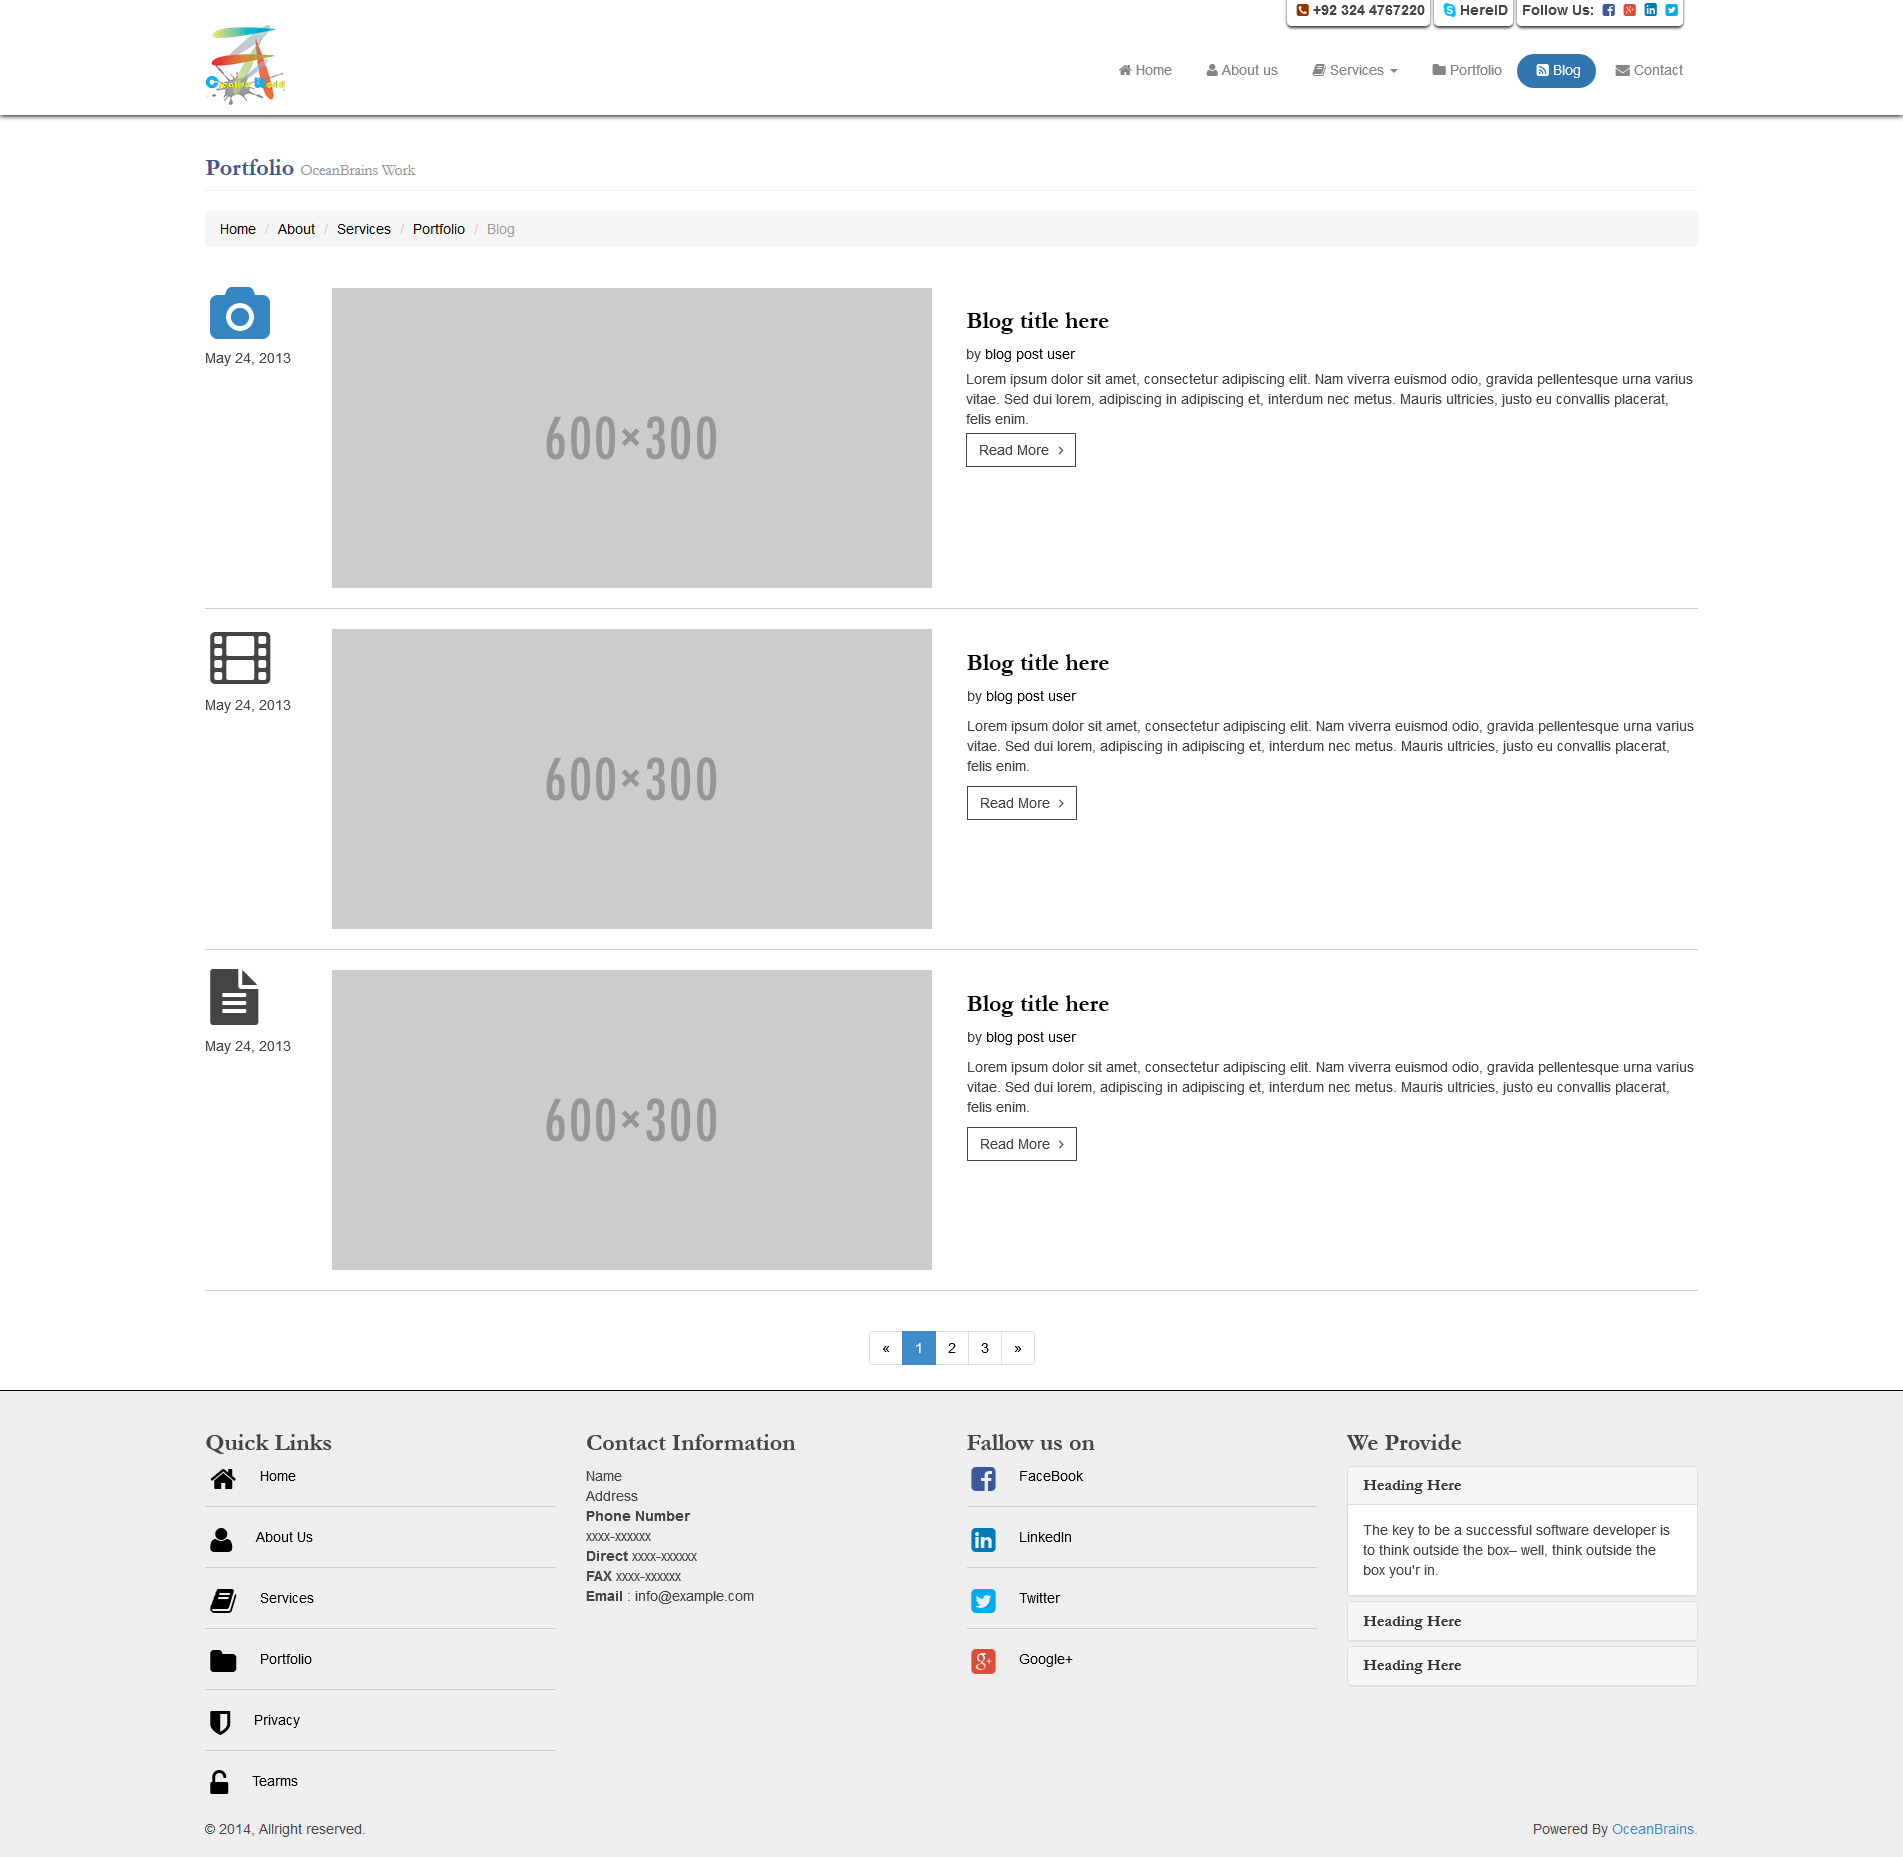 +92 324 4767220 HereID Follow Us:
Creative World
Home About us Services Portfolio Blog Contact
Portfolio OceanBrains Work
Home / About / Services / Portfolio / Blog
May 24, 2013
600×300
Blog title here
by blog post user
Lorem ipsum dolor sit amet, consectetur adipiscing elit. Nam viverra euismod odio, gravida pellentesque urna varius
vitae. Sed dui lorem, adipiscing in adipiscing et, interdum nec metus. Mauris ultricies, justo eu convallis placerat,
felis enim.
Read More
May 24, 2013
600×300
Blog title here
by blog post user
Lorem ipsum dolor sit amet, consectetur adipiscing elit. Nam viverra euismod odio, gravida pellentesque urna varius
vitae. Sed dui lorem, adipiscing in adipiscing et, interdum nec metus. Mauris ultricies, justo eu convallis placerat,
felis enim.
Read More
May 24, 2013
600×300
Blog title here
by blog post user
Lorem ipsum dolor sit amet, consectetur adipiscing elit. Nam viverra euismod odio, gravida pellentesque urna varius
vitae. Sed dui lorem, adipiscing in adipiscing et, interdum nec metus. Mauris ultricies, justo eu convallis placerat,
felis enim.
Read More
« 1 2 3 »
Quick Links
Home
About Us
Services
Portfolio
Privacy
Tearms
Contact Information
Name
Address
Phone Number
xxxx-xxxxxx
Direct xxxx-xxxxxx
FAX xxxx-xxxxxx
Email : info@example.com
Fallow us on
FaceBook
LinkedIn
Twitter
Google+
We Provide
Heading Here
The key to be a successful software developer is
to think outside the box– well, think outside the
box you'r in.
Heading Here
Heading Here
© 2014, Allright reserved.
Powered By OceanBrains.